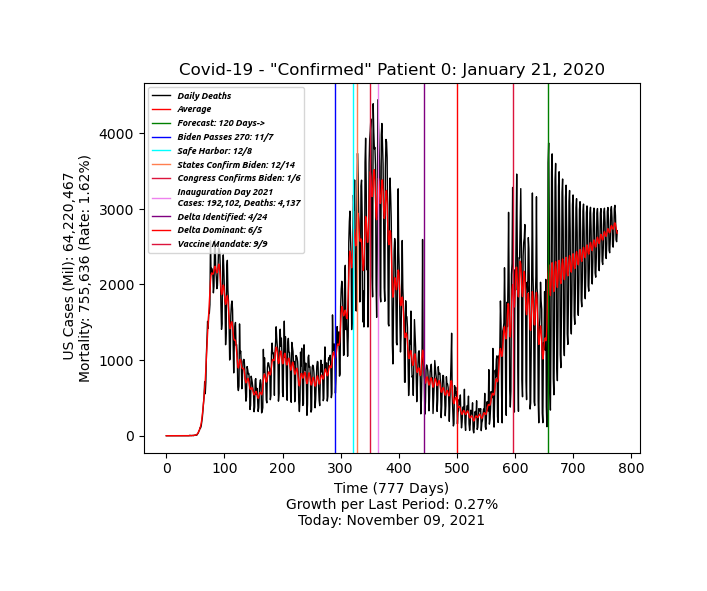 Covid-19 - "Confirmed" Patient 0: January 21, 2020
Daily Deaths
Average
Forecast: 120 Days->
Biden Passes 270: 11/7
Safe Harbor: 12/8
States Confirm Biden: 12/14
Congress Confirms Biden: 1/6
Inauguration Day 2021
Cases: 192,102, Deaths: 4,137
Delta Identified: 4/24
Delta Dominant: 6/5
Vaccine Mandate: 9/9
US Cases (Mil): 64,220,467
Mortality: 755,636 (Rate: 1.62%)
4000
3000
2000
1000
0
0 100 200 300 400 500 600 700 800
Time (777 Days)
Growth per Last Period: 0.27%
Today: November 09, 2021